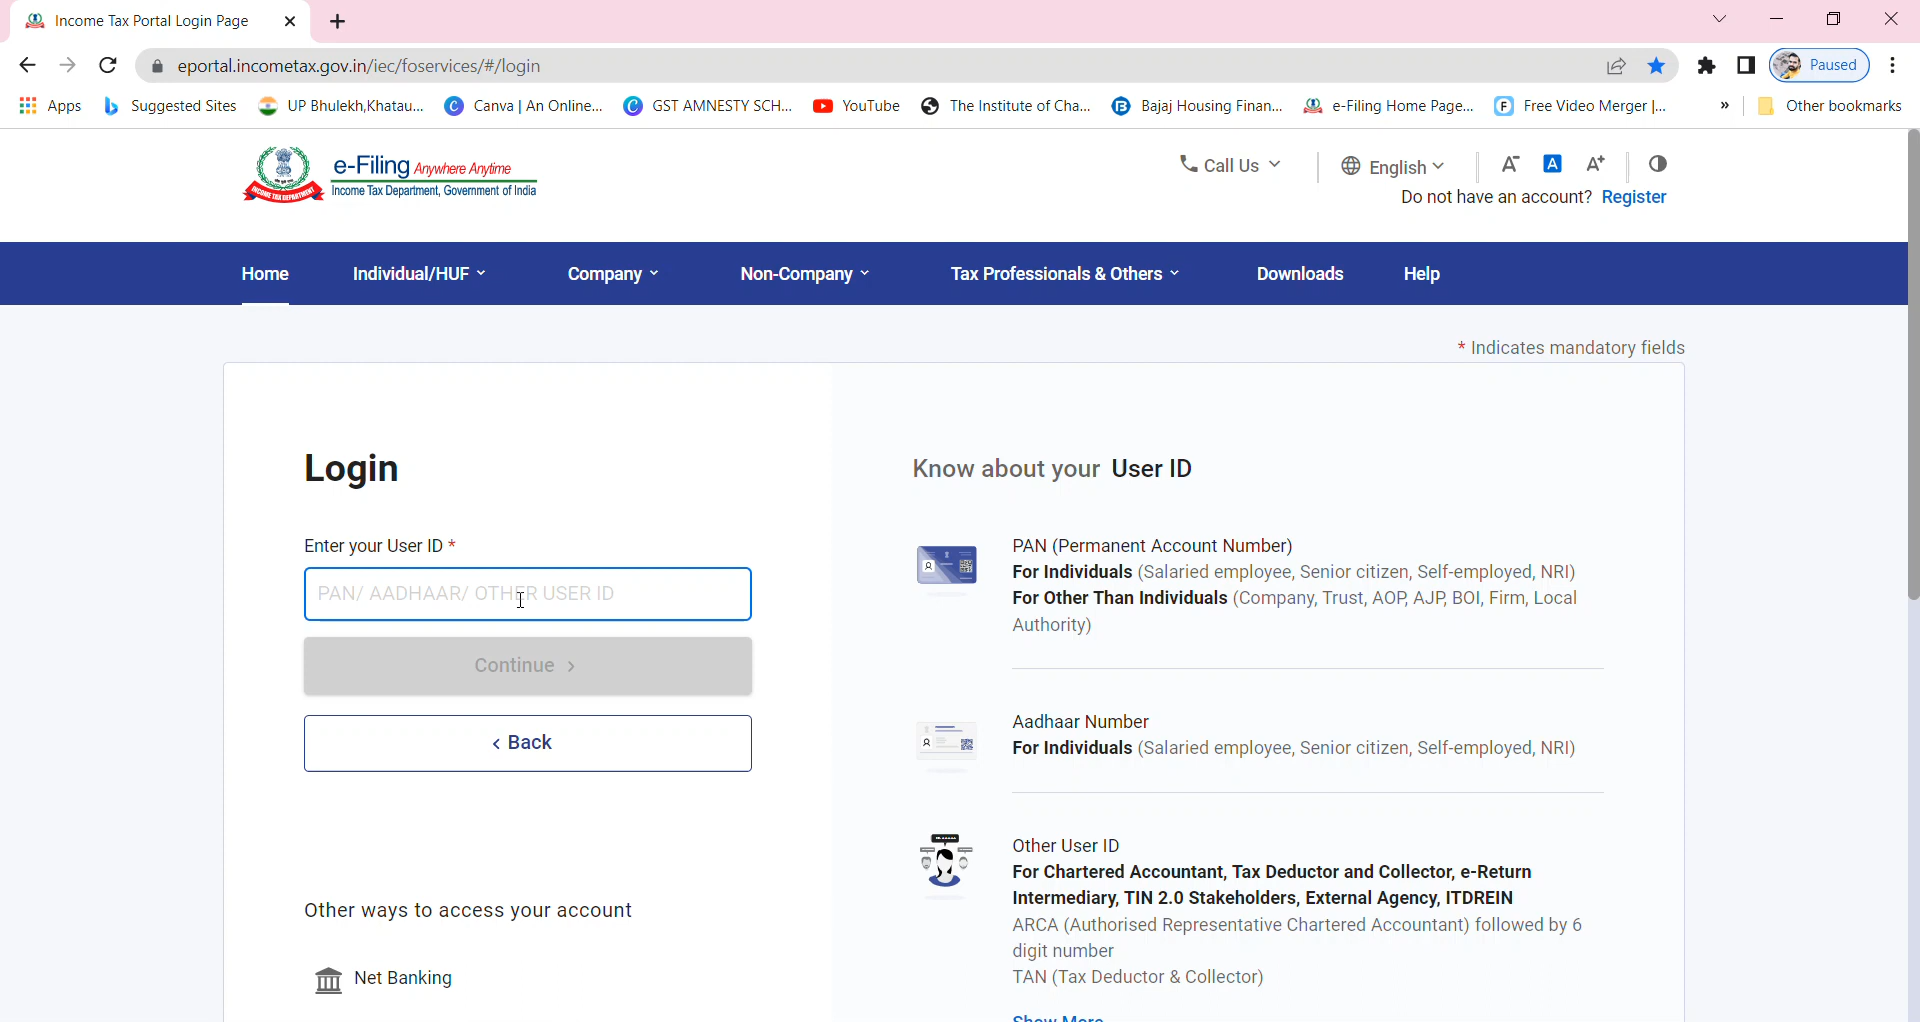 Income Tax Portal Login Page
eportal.incometax.gov.in/iec/foservices/#/login
Paused
Apps
Suggested Sites
UP Bhulekh,Khatau...
Canva | An Online...
GST AMNESTY SCH...
YouTube
The Institute of Cha...
Bajaj Housing Finan...
e-Filing Home Page...
Free Video Merger |...
»
Other bookmarks
e-Filing Anywhere Anytime
Income Tax Department, Government of India
INCOME TAX DEPARTMENT
Call Us
English
A-
A
A+
Do not have an account? Register
Home
Individual/HUF
Company
Non-Company
Tax Professionals & Others
Downloads
Help
* Indicates mandatory fields
Login
Enter your User ID *
PAN/ AADHAAR/ OTHER USER ID
Continue >
< Back
Other ways to access your account
Net Banking
Know about your User ID
PAN (Permanent Account Number)
For Individuals (Salaried employee, Senior citizen, Self-employed, NRI)
For Other Than Individuals (Company, Trust, AOP, AJP, BOI, Firm, Local
Authority)
Aadhaar Number
For Individuals (Salaried employee, Senior citizen, Self-employed, NRI)
Other User ID
For Chartered Accountant, Tax Deductor and Collector, e-Return
Intermediary, TIN 2.0 Stakeholders, External Agency, ITDREIN
ARCA (Authorised Representative Chartered Accountant) followed by 6
digit number
TAN (Tax Deductor & Collector)
Show More